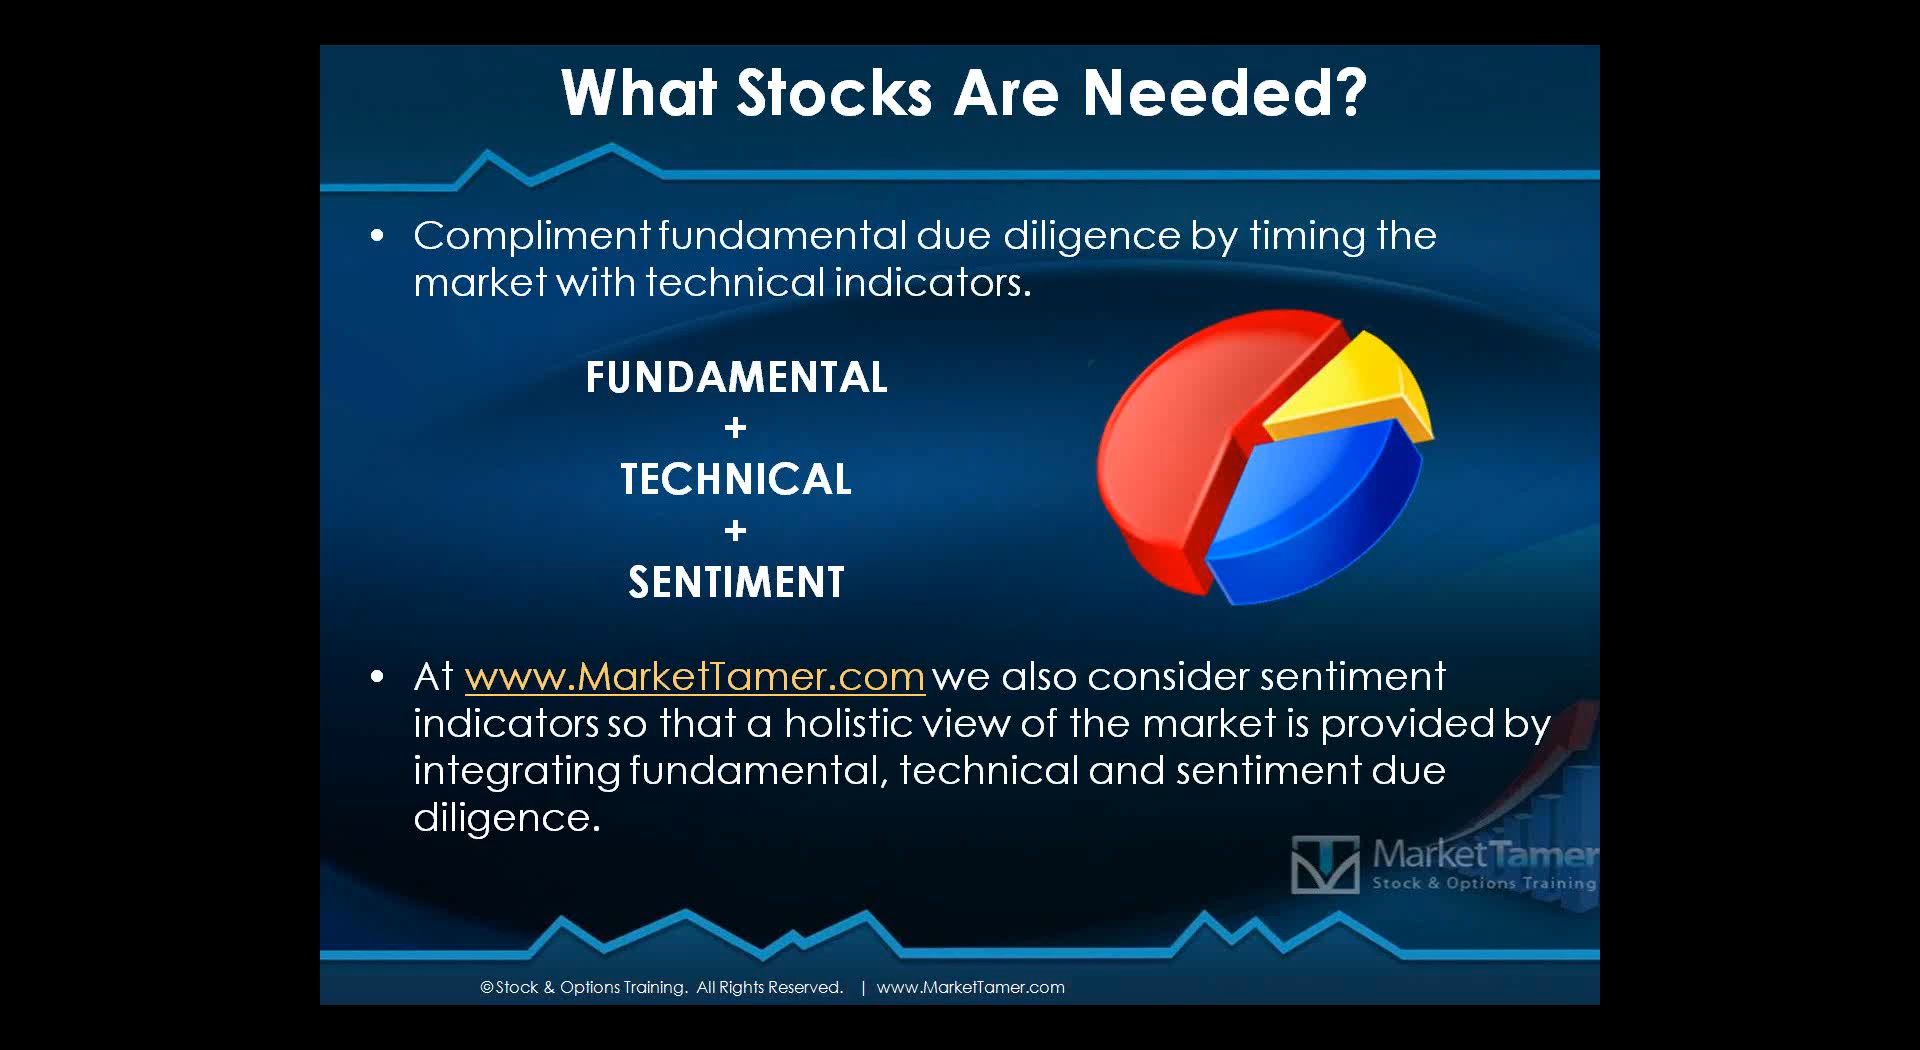 What Stocks Are Needed?
• Compliment fundamental due diligence by timing the
market with technical indicators.
FUNDAMENTAL
+
TECHNICAL
+
SENTIMENT
• At www.MarketTamer.com we also consider sentiment
indicators so that a holistic view of the market is provided by
integrating fundamental, technical and sentiment due
diligence.
MarketTamer
Stock & Options Training
© Stock & Options Training. All Rights Reserved. | www.MarketTamer.com